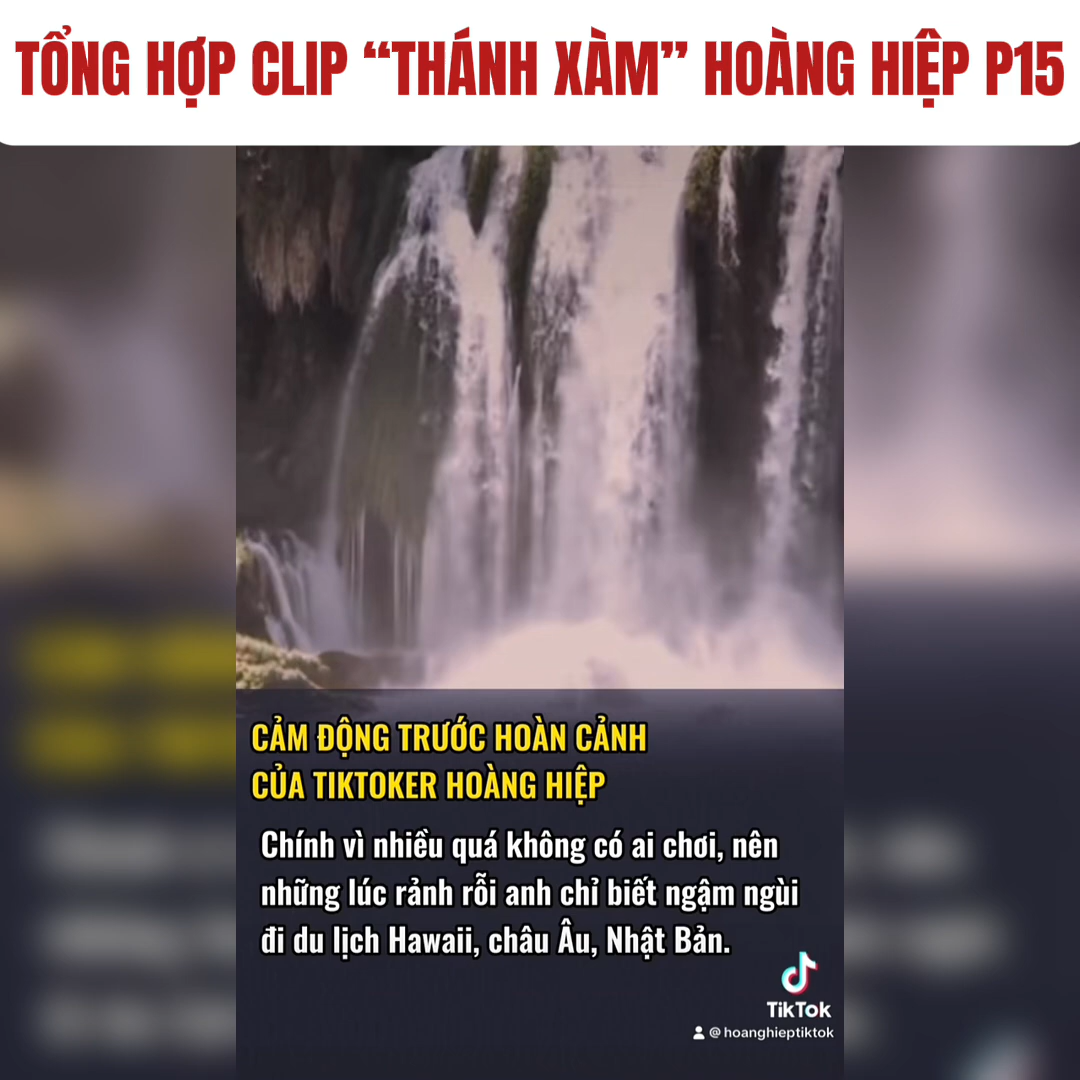 TỔNG HỢP CLIP “THÁNH XÀM” HOÀNG HIỆP P15
CẢM ĐỘNG TRƯỚC HOÀN CẢNH
CỦA TIKTOKER HOÀNG HIỆP
Chính vì nhiều quá không có ai chơi, nên
những lúc rảnh rỗi anh chỉ biết ngậm ngùi
đi du lịch Hawaii, châu Âu, Nhật Bản.
TikTok
@hoanghieptiktok